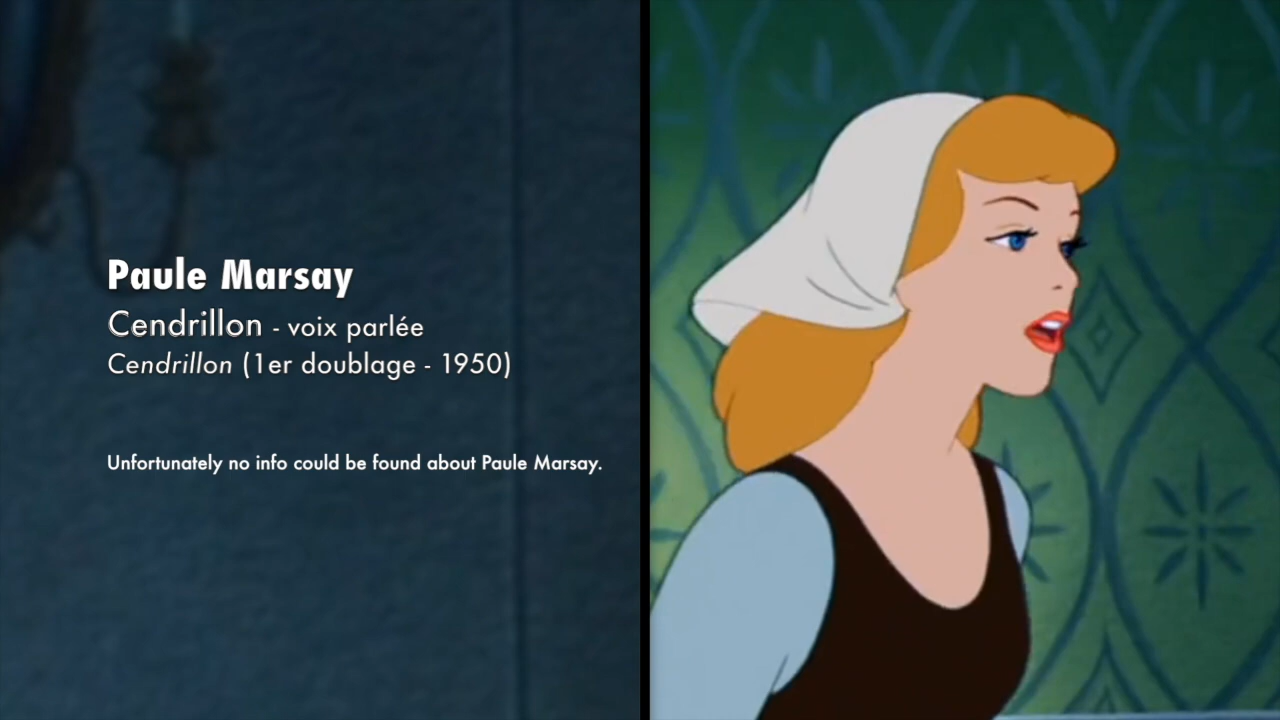 Paule Marsay
Cendrillon - voix parlée
Cendrillon (1er doublage - 1950)
Unfortunately no info could be found about Paule Marsay.